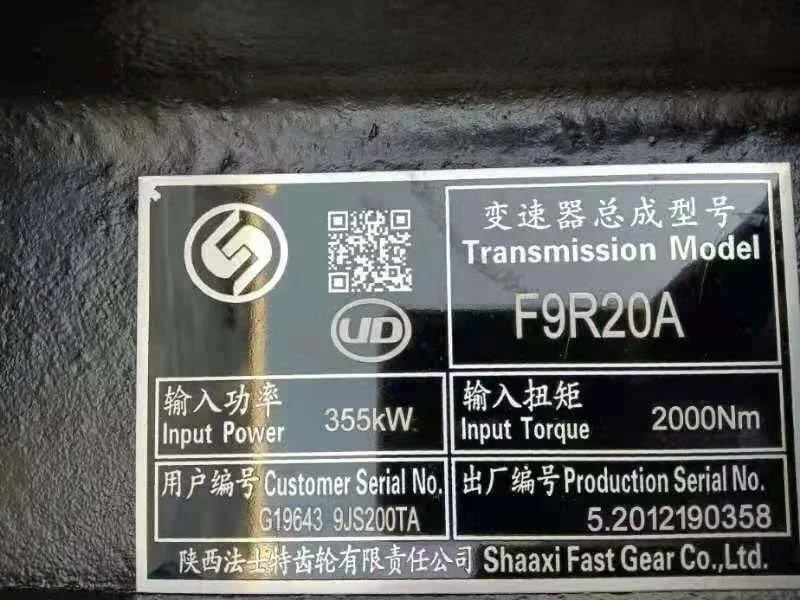 变速器总成型号
Transmission Model
F9R20A
UD
输入功率
Input Power 355kW
输入扭矩
Input Torque 2000Nm
用户编号 Customer Serial No.
G19643 9JS200TA
出厂编号 Production Serial No.
5.2012190358
陕西法士特齿轮有限责任公司 Shaaxi Fast Gear Co.,Ltd.